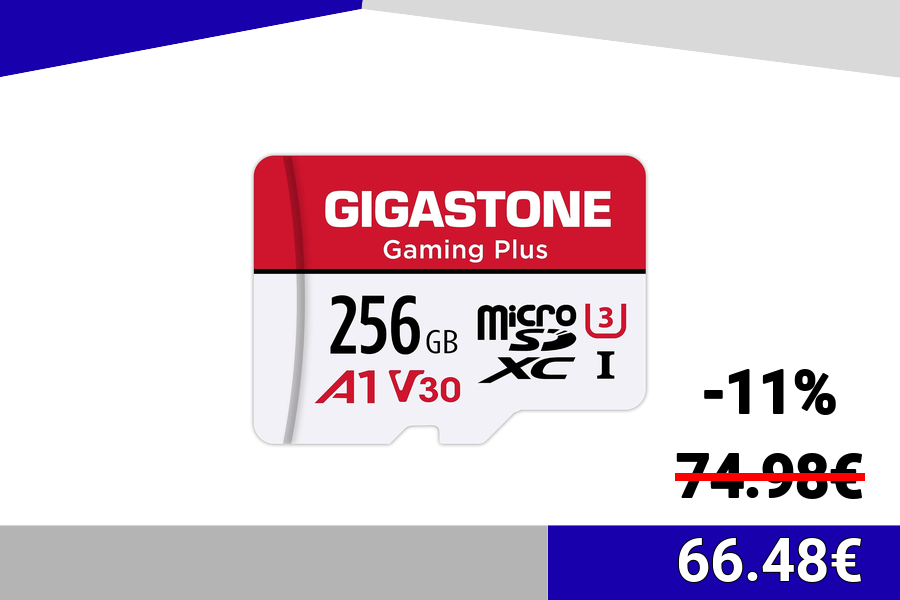 GIGASTONE
Gaming Plus
256 GB
micro SD XC
U3
I
A1 V30
-11%
74.98€
66.48€